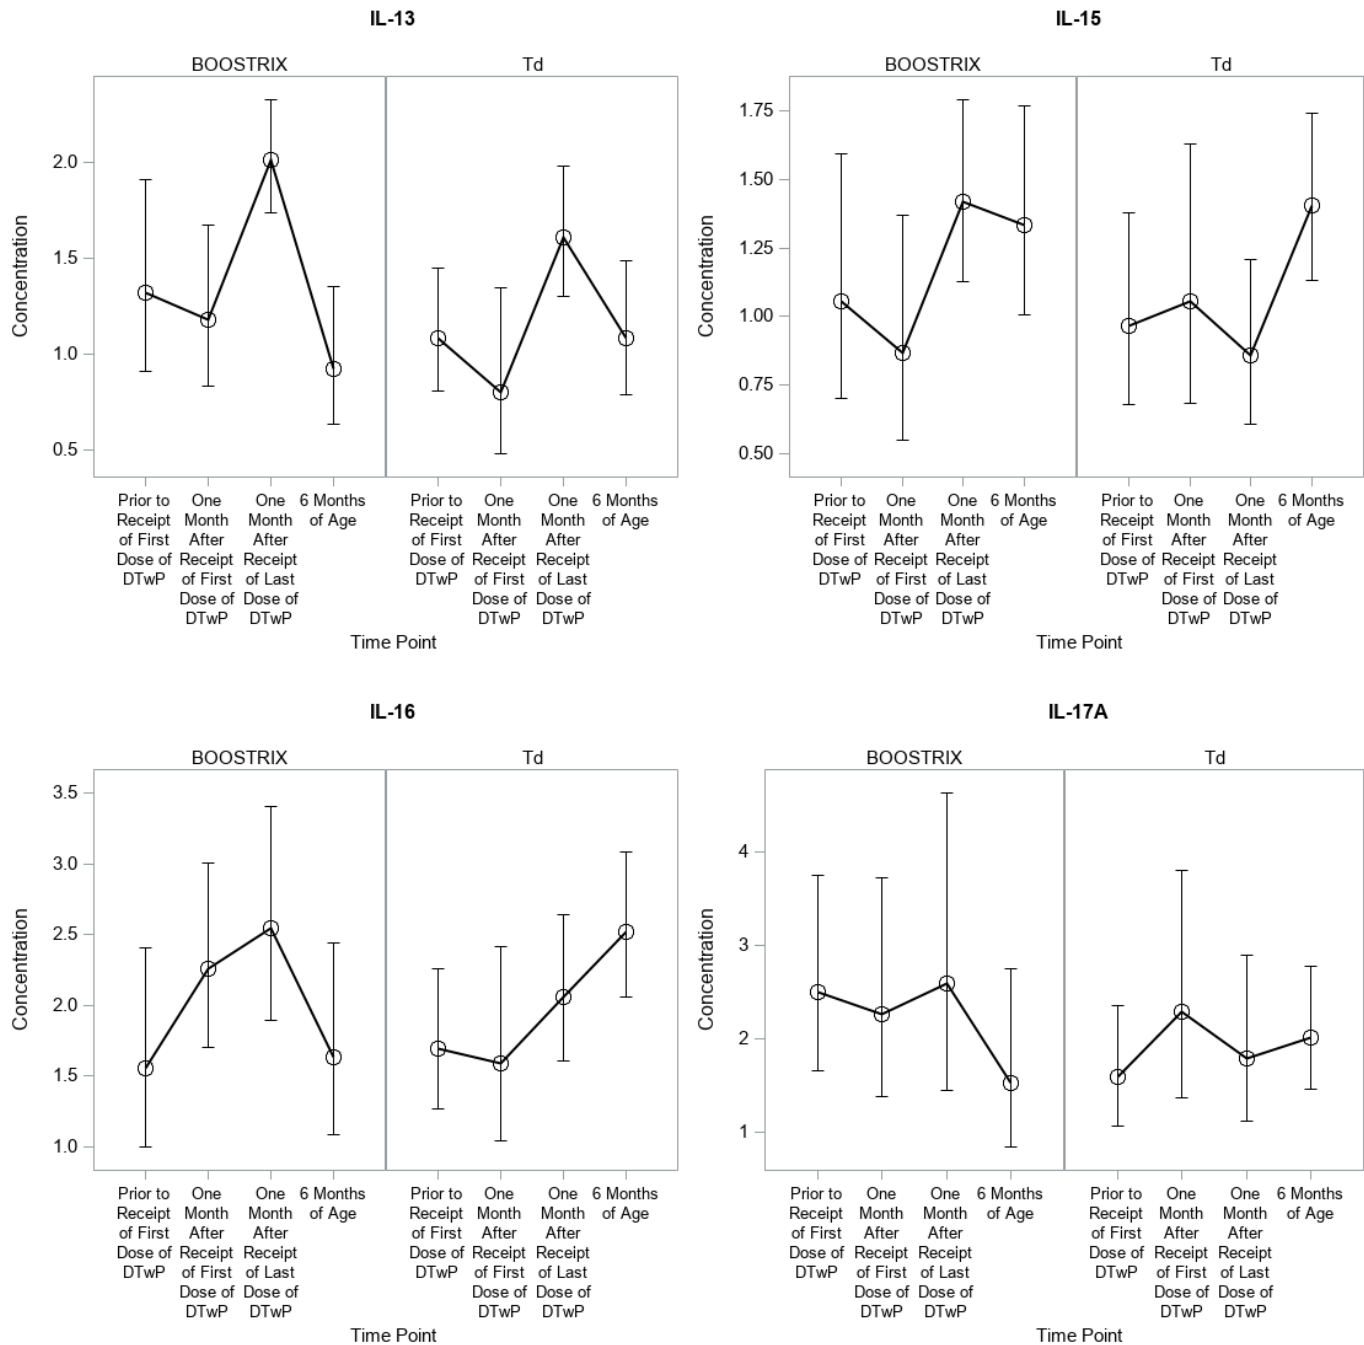 IL-13
BOOSTRIX
Td
2.0
1.5
1.0
0.5
Concentration
Prior to
Receipt
of First
Dose of
DTwP
One
Month
After
Receipt
of First
Dose of
DTwP
One
Month
After
Receipt
of Last
Dose of
DTwP
6 Months
of Age
Prior to
Receipt
of First
Dose of
DTwP
One
Month
After
Receipt
of First
Dose of
DTwP
One
Month
After
Receipt
of Last
Dose of
DTwP
6 Months
of Age
Time Point
IL-15
BOOSTRIX
Td
1.75
1.50
1.25
1.00
0.75
0.50
Concentration
Prior to
Receipt
of First
Dose of
DTwP
One
Month
After
Receipt
of First
Dose of
DTwP
One
Month
After
Receipt
of Last
Dose of
DTwP
6 Months
of Age
Prior to
Receipt
of First
Dose of
DTwP
One
Month
After
Receipt
of First
Dose of
DTwP
One
Month
After
Receipt
of Last
Dose of
DTwP
6 Months
of Age
Time Point
IL-16
BOOSTRIX
Td
3.5
3.0
2.5
2.0
1.5
1.0
Concentration
Prior to
Receipt
of First
Dose of
DTwP
One
Month
After
Receipt
of First
Dose of
DTwP
One
Month
After
Receipt
of Last
Dose of
DTwP
6 Months
of Age
Prior to
Receipt
of First
Dose of
DTwP
One
Month
After
Receipt
of First
Dose of
DTwP
One
Month
After
Receipt
of Last
Dose of
DTwP
6 Months
of Age
Time Point
IL-17A
BOOSTRIX
Td
4
3
2
1
Concentration
Prior to
Receipt
of First
Dose of
DTwP
One
Month
After
Receipt
of First
Dose of
DTwP
One
Month
After
Receipt
of Last
Dose of
DTwP
6 Months
of Age
Prior to
Receipt
of First
Dose of
DTwP
One
Month
After
Receipt
of First
Dose of
DTwP
One
Month
After
Receipt
of Last
Dose of
DTwP
6 Months
of Age
Time Point